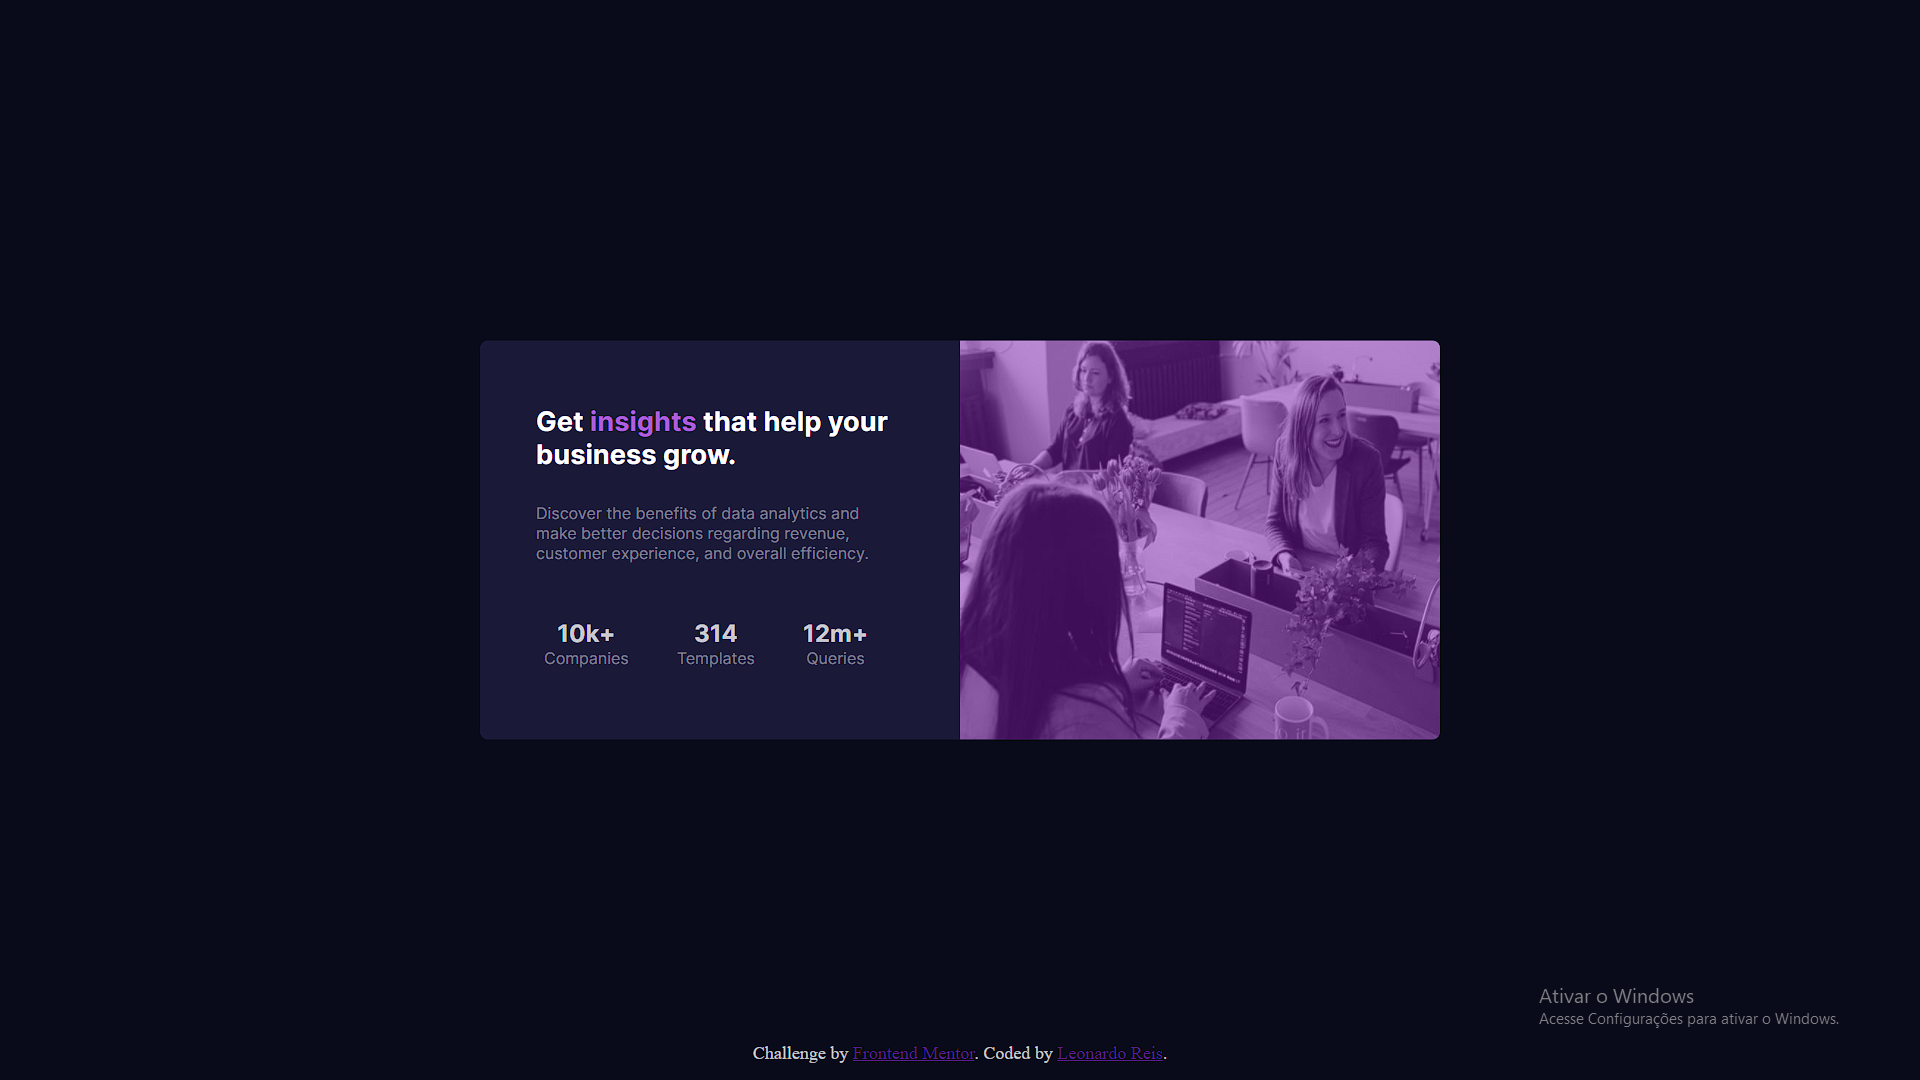 Get insights that help your
business grow.
Discover the benefits of data analytics and
make better decisions regarding revenue,
customer experience, and overall efficiency.
10k+ 314 12m+
Companies Templates Queries
Ativar o Windows
Acesse Configurações para ativar o Windows.
Challenge by Frontend Mentor. Coded by Leonardo Reis.